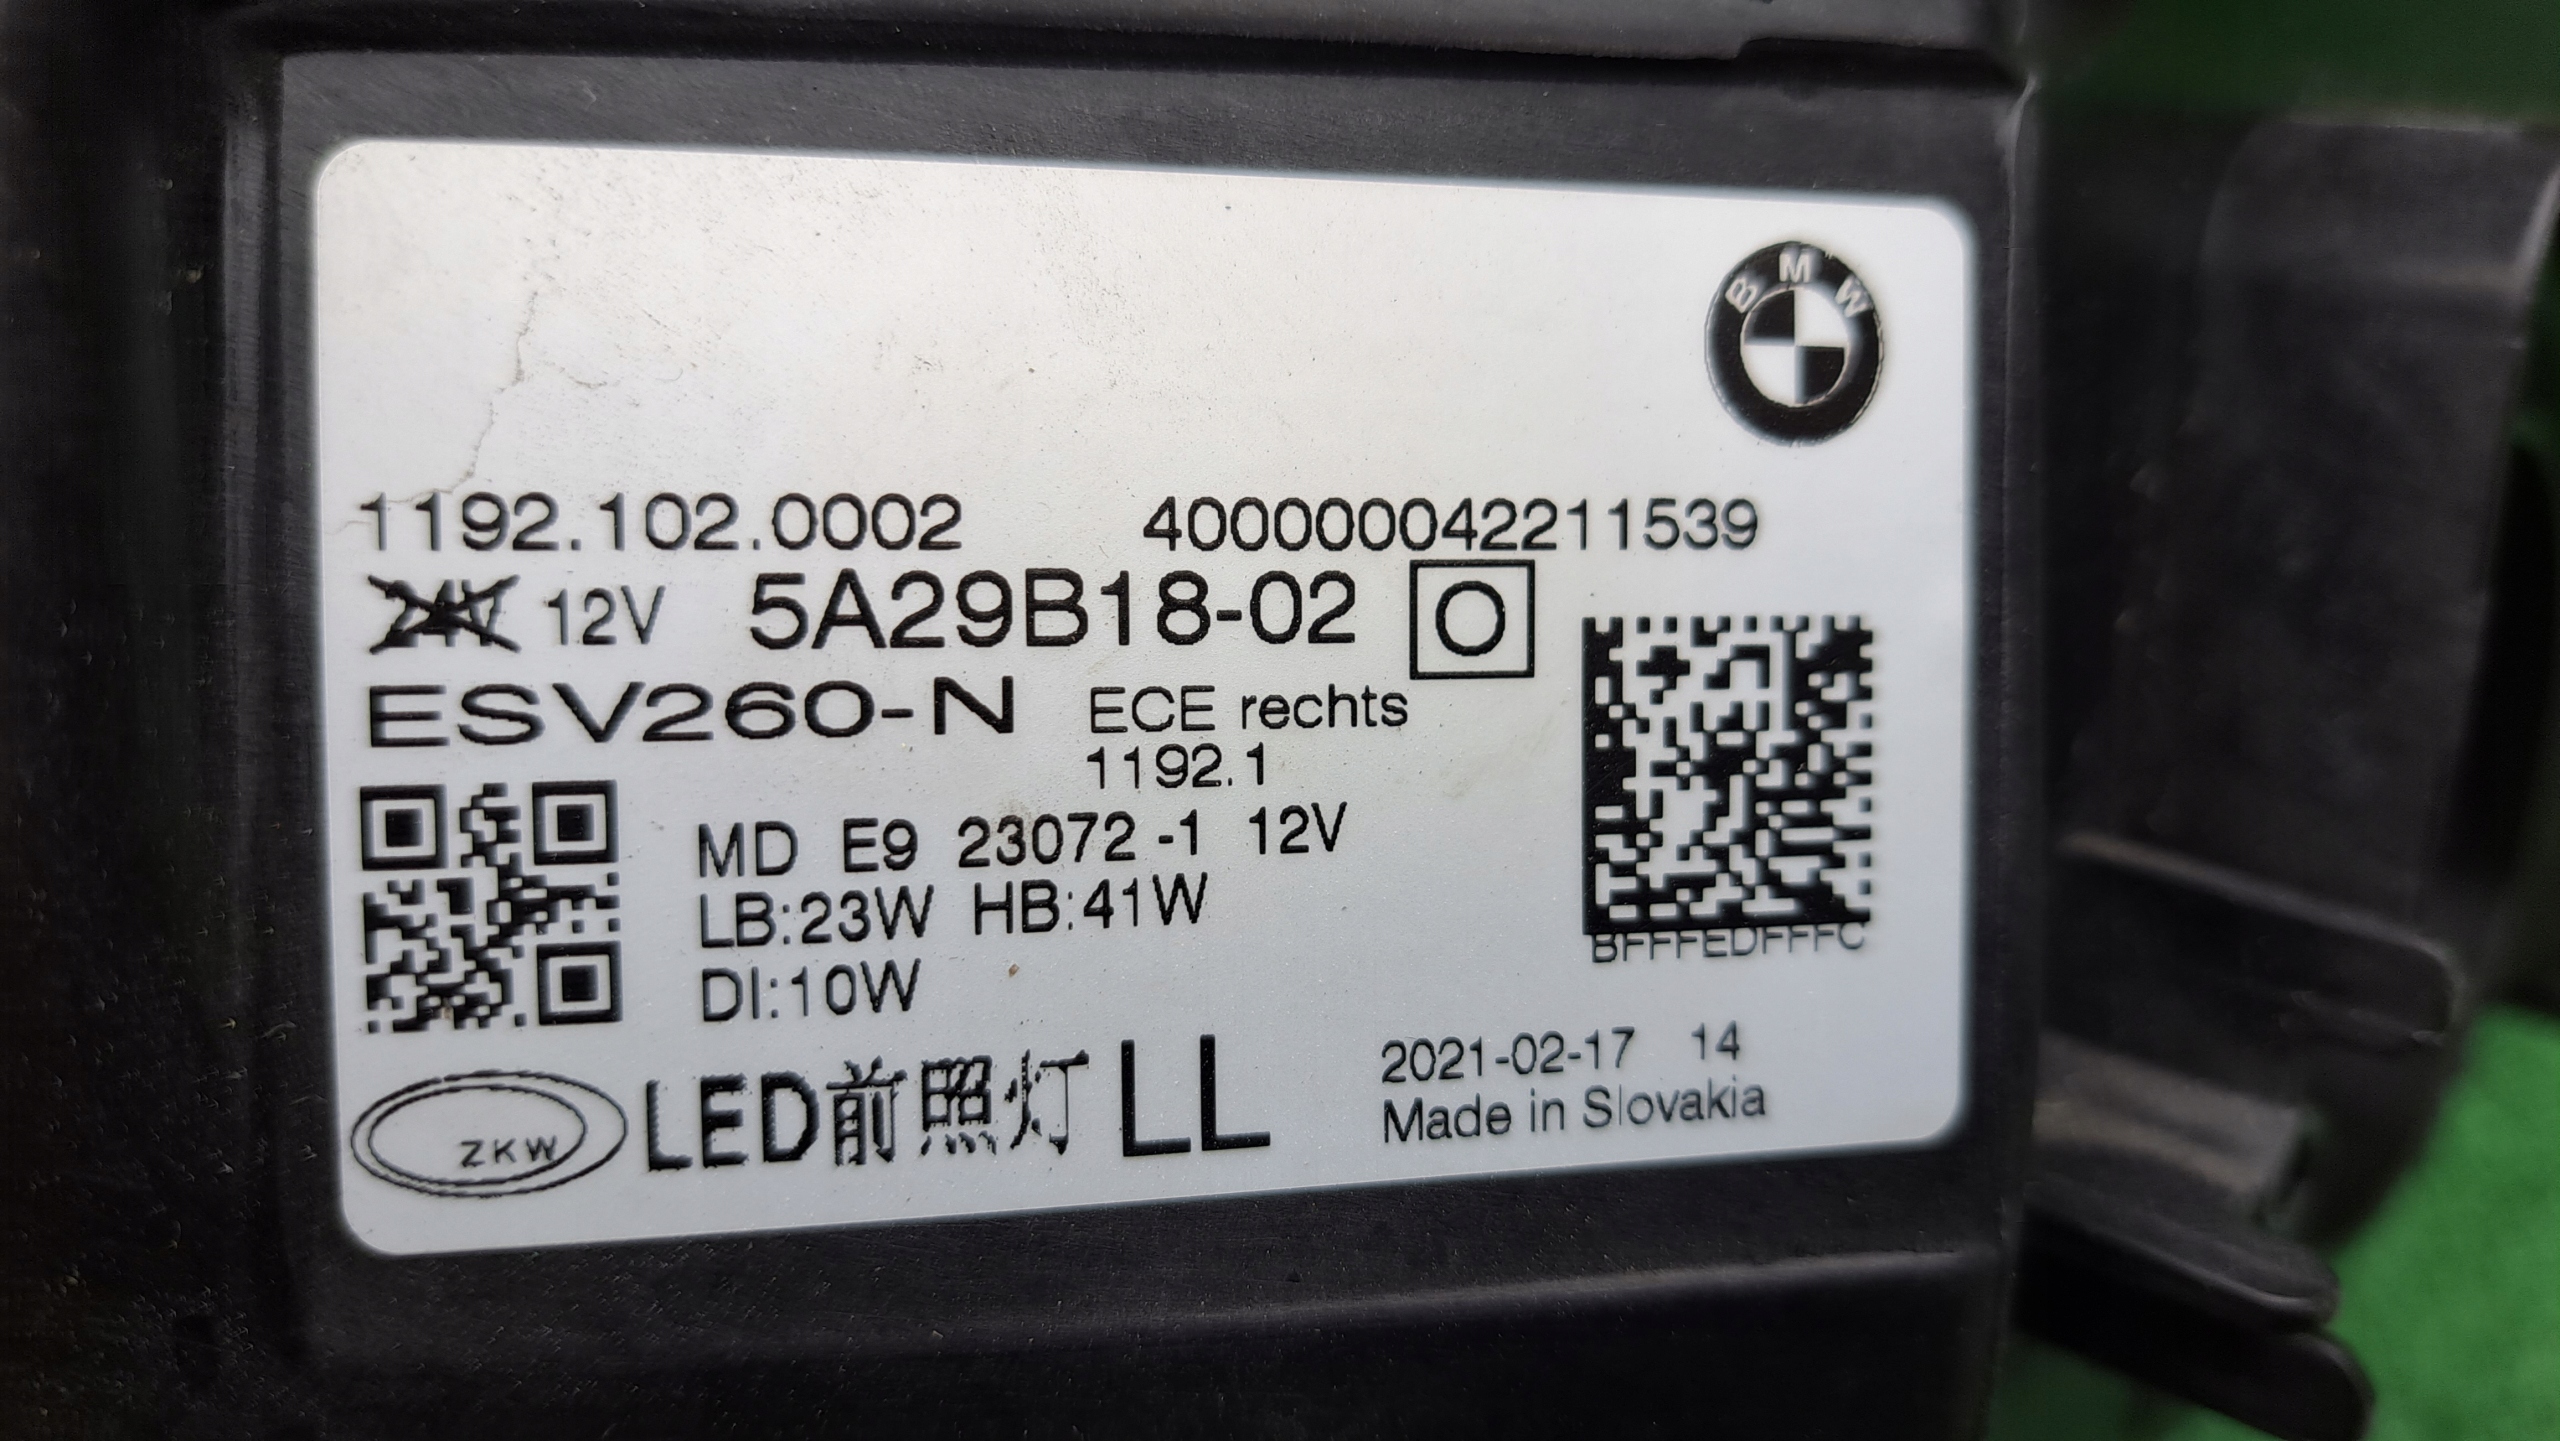 BMW
1192.102.0002 400000042211539
24V 12V 5A29B18-02 O
ESV260-N ECE rechts
1192.1
MD E9 23072 -1 12V
LB:23W HB:41W
BFFFEDFFFC
DI:10W
ZKW LED前照灯 LL
2021-02-17 14
Made in Slovakia